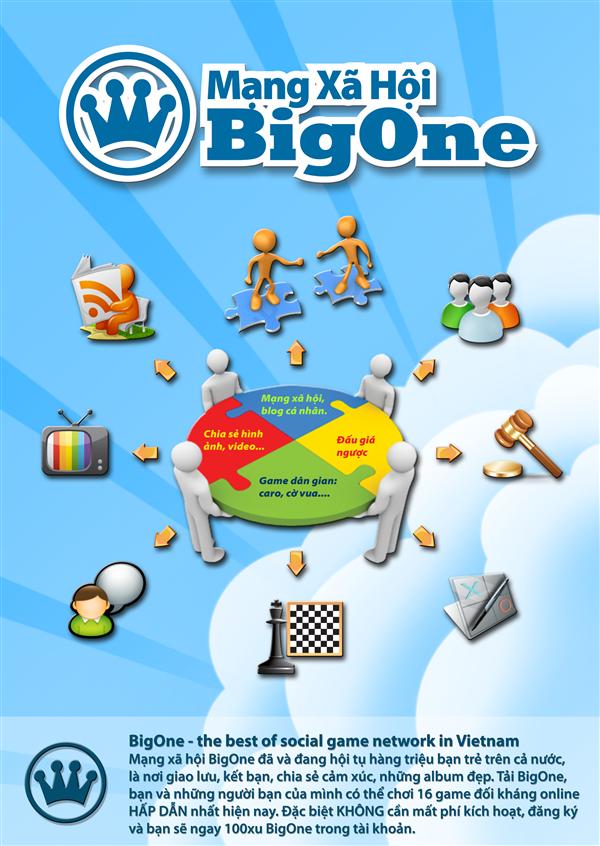 Mạng Xã Hội
BigOne
Mạng xã hội,
blog cá nhân.
Chia sẻ hình
ảnh, video...
Đấu giá
ngược
Game dân gian:
caro, cờ vua....
BigOne - the best of social game network in Vietnam
Mạng xã hội BigOne đã và đang hội tụ hàng triệu bạn trẻ trên cả nước,
là nơi giao lưu, kết bạn, chia sẻ cảm xúc, những album đẹp. Tải BigOne,
bạn và những người bạn của mình có thể chơi 16 game đối kháng online
HẤP DẪN nhất hiện nay. Đặc biệt KHÔNG cần mất phí kích hoạt, đăng ký
và bạn sẽ ngay 100xu BigOne trong tài khoản.